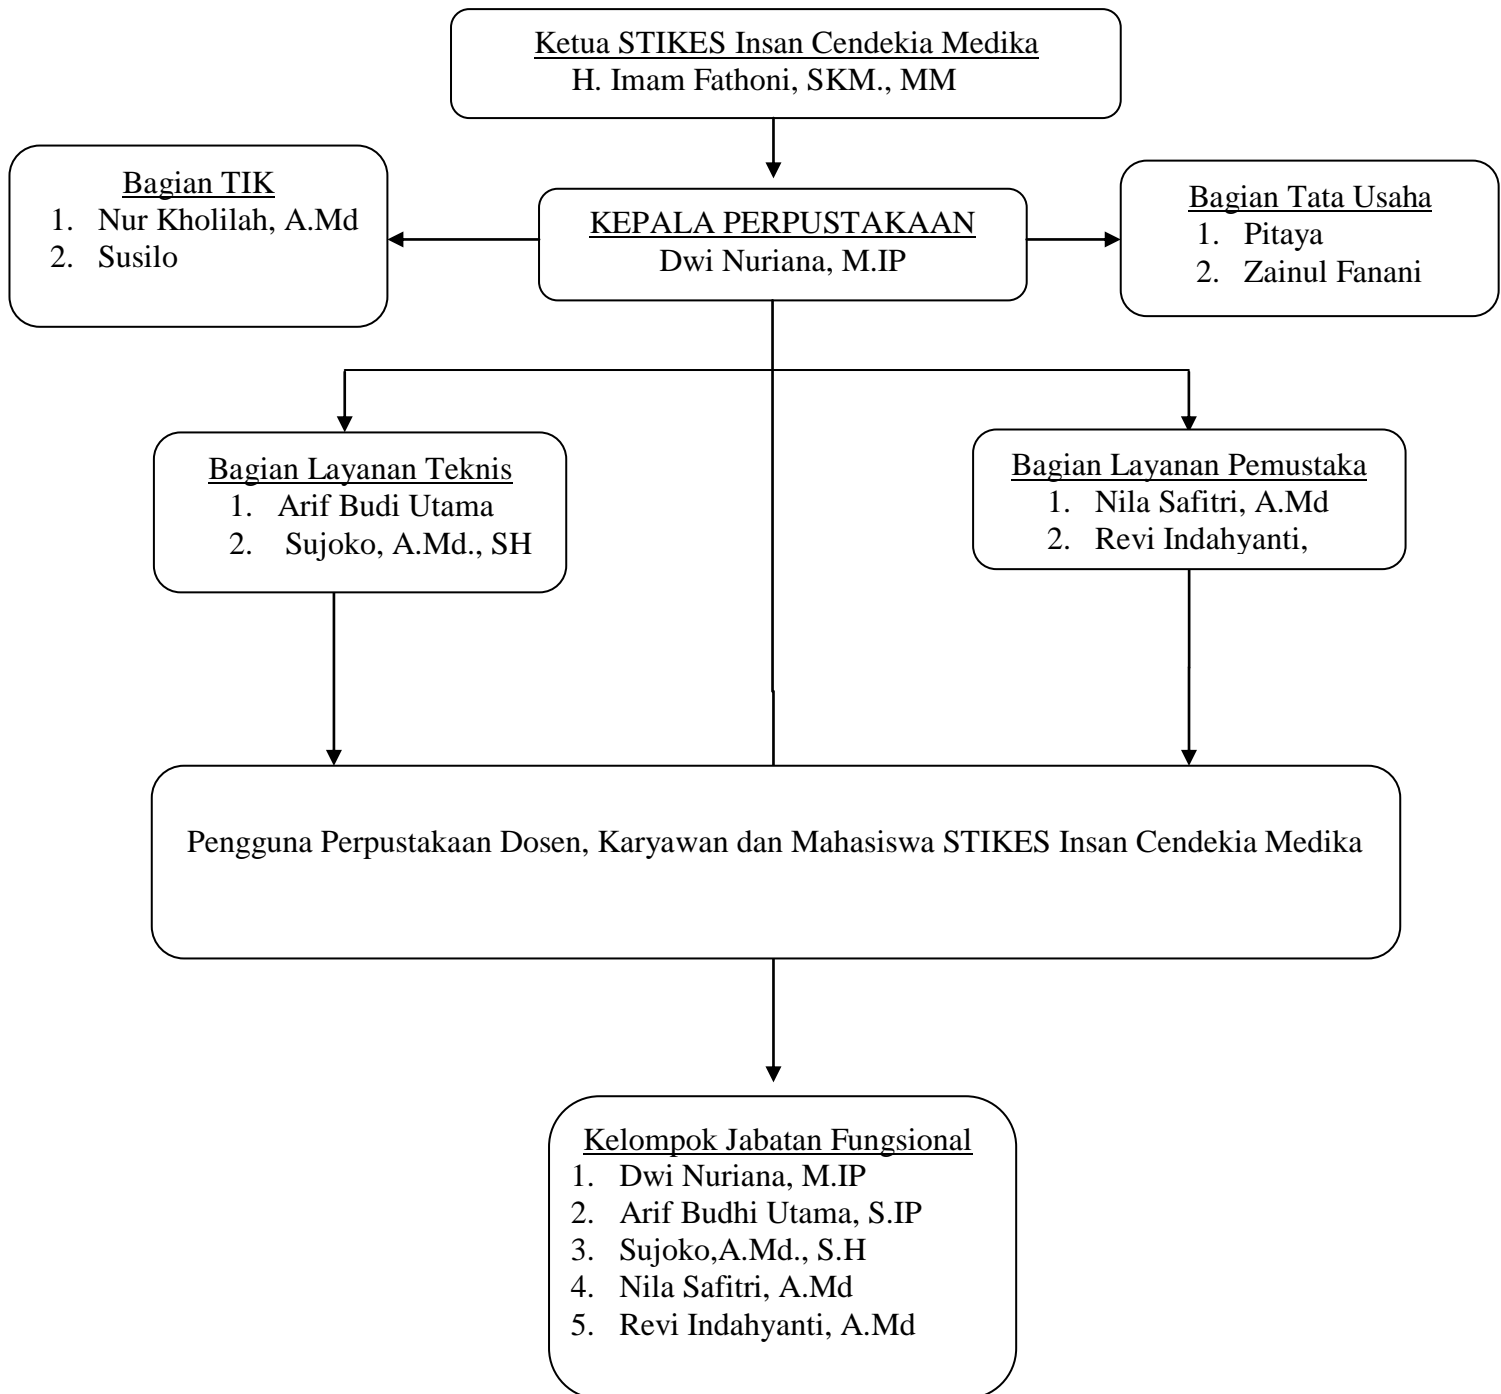 Ketua STIKES Insan Cendekia Medika
H. Imam Fathoni, SKM., MM
Bagian TIK
1. Nur Kholilah, A.Md
2. Susilo
KEPALA PERPUSTAKAAN
Dwi Nuriana, M.IP
Bagian Tata Usaha
1. Pitaya
2. Zainul Fanani
Bagian Layanan Teknis
1. Arif Budi Utama
2. Sujoko, A.Md., SH
Bagian Layanan Pemustaka
1. Nila Safitri, A.Md
2. Revi Indahyanti,
Pengguna Perpustakaan Dosen, Karyawan dan Mahasiswa STIKES Insan Cendekia Medika
Kelompok Jabatan Fungsional
1. Dwi Nuriana, M.IP
2. Arif Budhi Utama, S.IP
3. Sujoko,A.Md., S.H
4. Nila Safitri, A.Md
5. Revi Indahyanti, A.Md